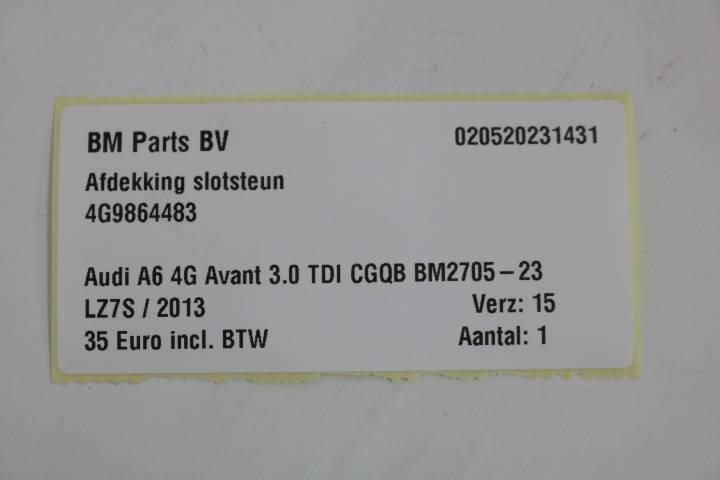 BM Parts BV 020520231431
Afdekking slotsteun
4G9864483
Audi A6 4G Avant 3.0 TDI CGQB BM2705-23
LZ7S / 2013 Verz: 15
35 Euro incl. BTW Aantal: 1